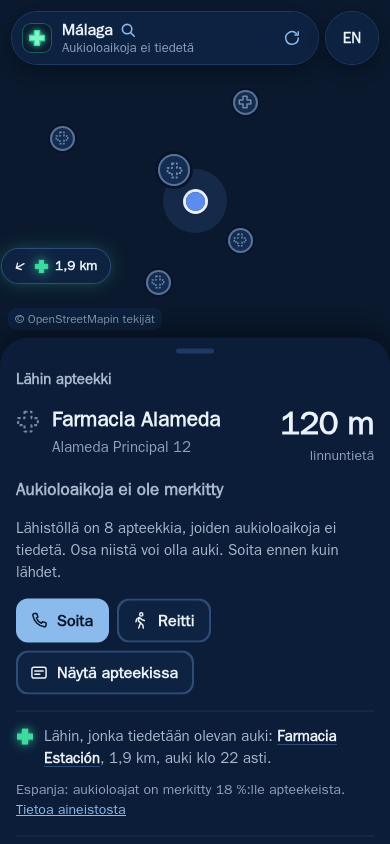 Málaga
Aukioloaikoja ei tiedetä
EN
1,9 km
© OpenStreetMapin tekijät
Lähin apteekki
Farmacia Alameda
120 m
Alameda Principal 12
linnuntietä
Aukioloaikoja ei ole merkitty
Lähistöllä on 8 apteekkia, joiden aukioloaikoja ei
tiedetä. Osa niistä voi olla auki. Soita ennen kuin
lähdet.
Soita
Reitti
Näytä apteekissa
Lähin, jonka tiedetään olevan auki: Farmacia
Estación, 1,9 km, auki klo 22 asti.
Espanja: aukioloajat on merkitty 18 %:lle apteekeista.
Tietoa aineistosta